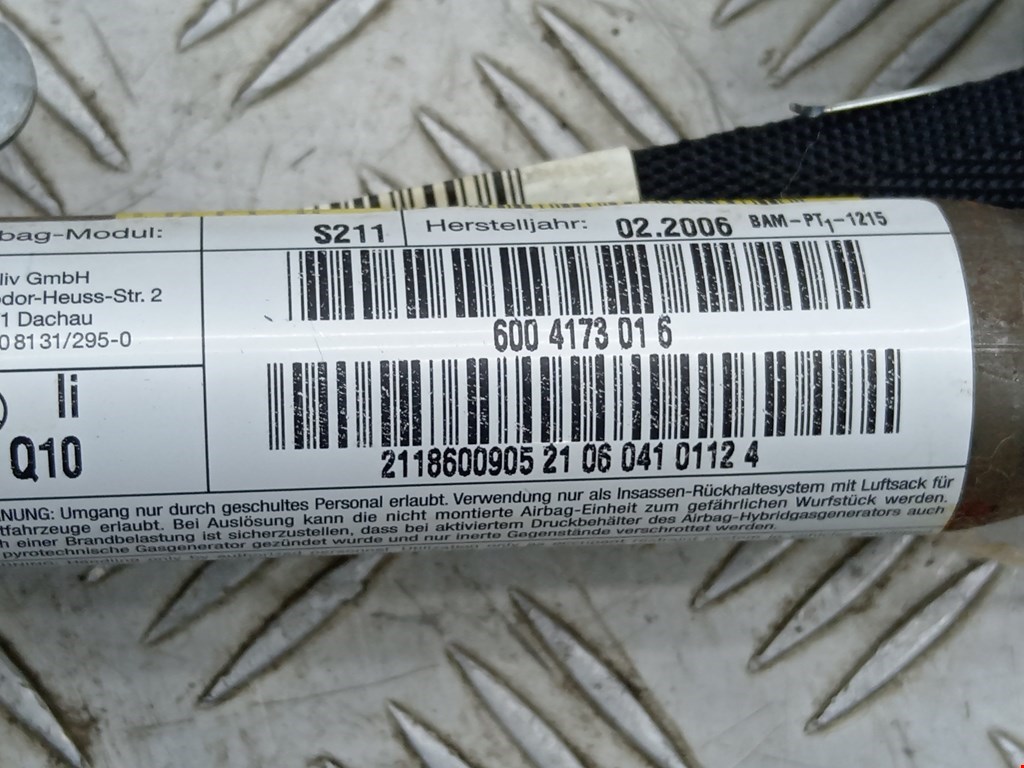 bag-Modul: S211 Herstelljahr: 02.2006 BAM-PT1-1215
liv GmbH
odor-Heuss-Str. 2
1 Dachau
08131/295-0
600 4173 01 6
li
Q10
2118600905 21 06 041 0112 4
NUNG: Umgang nur durch geschultes Personal erlaubt. Verwendung nur als Insassen-Rückhaltesystem mit Luftsack für
tfahrzeuge erlaubt. Bei Auslösung kann die nicht montierte Airbag-Einheit zum gefährlichen Wurfstück werden.
h einer Brandbelastung ist sicherzustellen, dass bei aktiviertem Druckbehälter des Airbag-Hybridgasgenerators auch
pyrotechnische Gasgenerator gezündet wurde und nur inerte Gegenstände verschrottet werden.